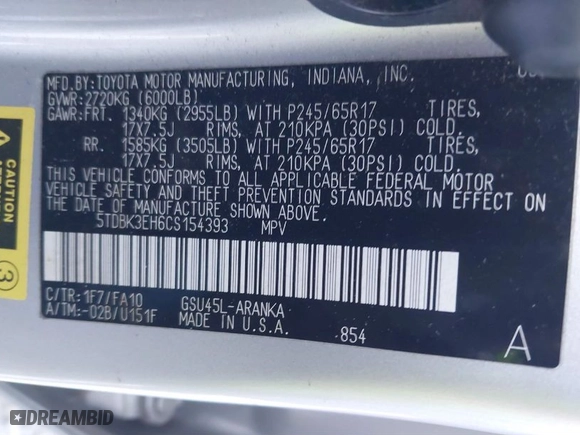 MFD.BY:TOYOTA MOTOR MANUFACTURING, INDIANA, INC.
GVWR:2720KG (6000LB)
GAWR:FRT. 1340KG (2955LB) WITH P245/65R17 TIRES,
17X7.5J RIMS, AT 210KPA (30PSI) COLD.
RR. 1585KG (3505LB) WITH P245/65R17 TIRES,
17X7.5J RIMS, AT 210KPA (30PSI) COLD.
THIS VEHICLE CONFORMS TO ALL APPLICABLE FEDERAL MOTOR
VEHICLE SAFETY AND THEFT PREVENTION STANDARDS IN EFFECT ON
THE DATE OF MANUFACTURE SHOWN ABOVE.
5TDBK3EH6CS154393 MPV
C/TR:1F7/FA10 GSU45L-ARANKA
A/TM:-02B/U151F MADE IN U.S.A.
854
A
CAUTION
3
DREAMBID